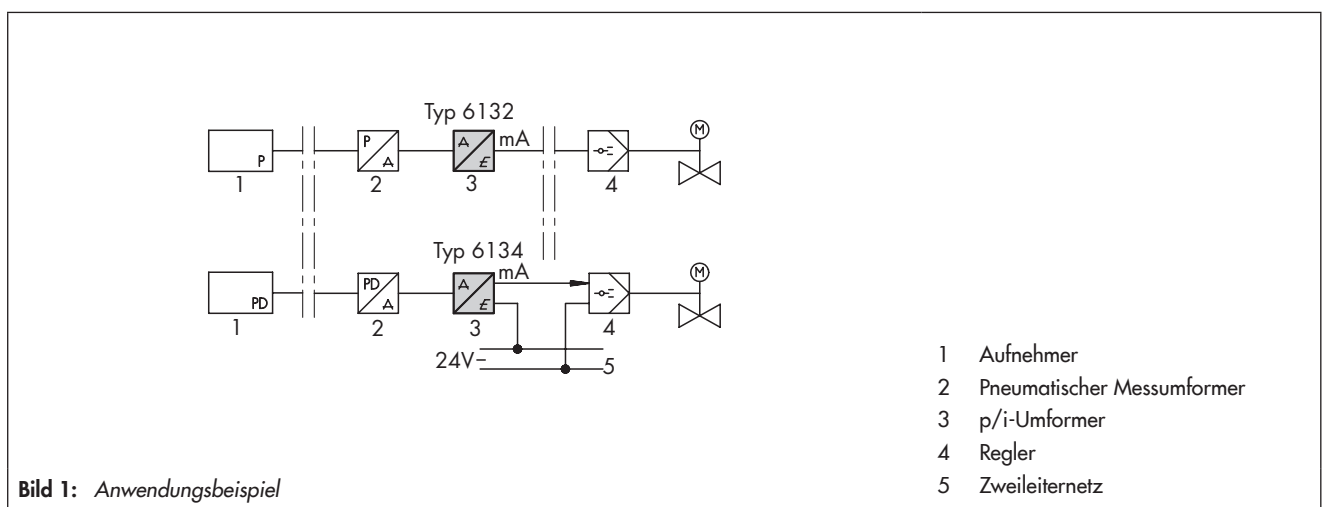 Typ 6132
P
P
A
A
E
mA
M
1
2
3
4
Typ 6134
PD
PD
A
A
E
mA
M
1
2
3
4
24V–
5
1 Aufnehmer
2 Pneumatischer Messumformer
3 p/i-Umformer
4 Regler
5 Zweileiternetz
Bild 1: Anwendungsbeispiel